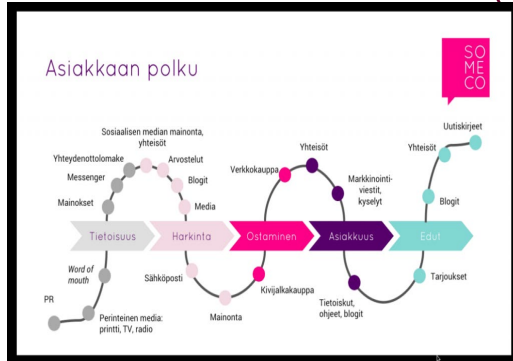 SO
ME
CO
Asiakkaan polku
Uutiskirjeet
Sosiaalisen median mainonta,
yhteisöt
Yhteisöt
Yhteisöt
Yhteydenottolomake
Arvostelut
Verkkokauppa
Messenger
Blogit
Markkinointi-
viestit,
kyselyt
Mainokset
Media
Blogit
Tietoisuus
Harkinta
Ostaminen
Asiakkuus
Edut
Word of
mouth
Sähköposti
Kivijalkakauppa
Tarjoukset
PR
Perinteinen media:
printti, TV, radio
Mainonta
Tietoiskut,
ohjeet, blogit